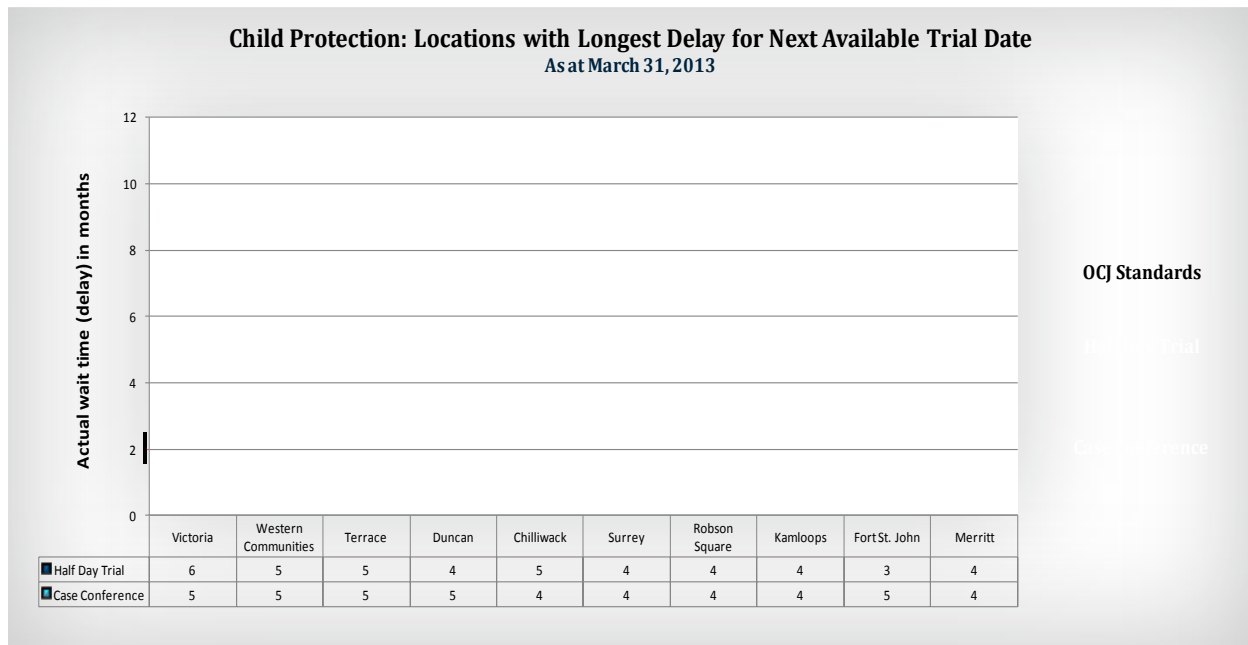 Child Protection: Locations with Longest Delay for Next Available Trial Date
As at March 31, 2013
Actual wait time (delay) in months
12
10
8
6
4
2
0
OCJ Standards
Trial
Victoria Western Communities Terrace Duncan Chilliwack Surrey Robson Square Kamloops Fort St. John Merritt
Half Day Trial 6 5 5 4 5 4 4 4 3 4
Case Conference 5 5 5 5 4 4 4 4 5 4